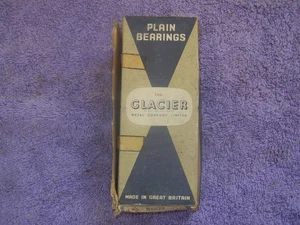 PLAIN
BEARINGS
THE
GLACIER
METAL COMPANY LIMITED
MADE IN GREAT BRITAIN